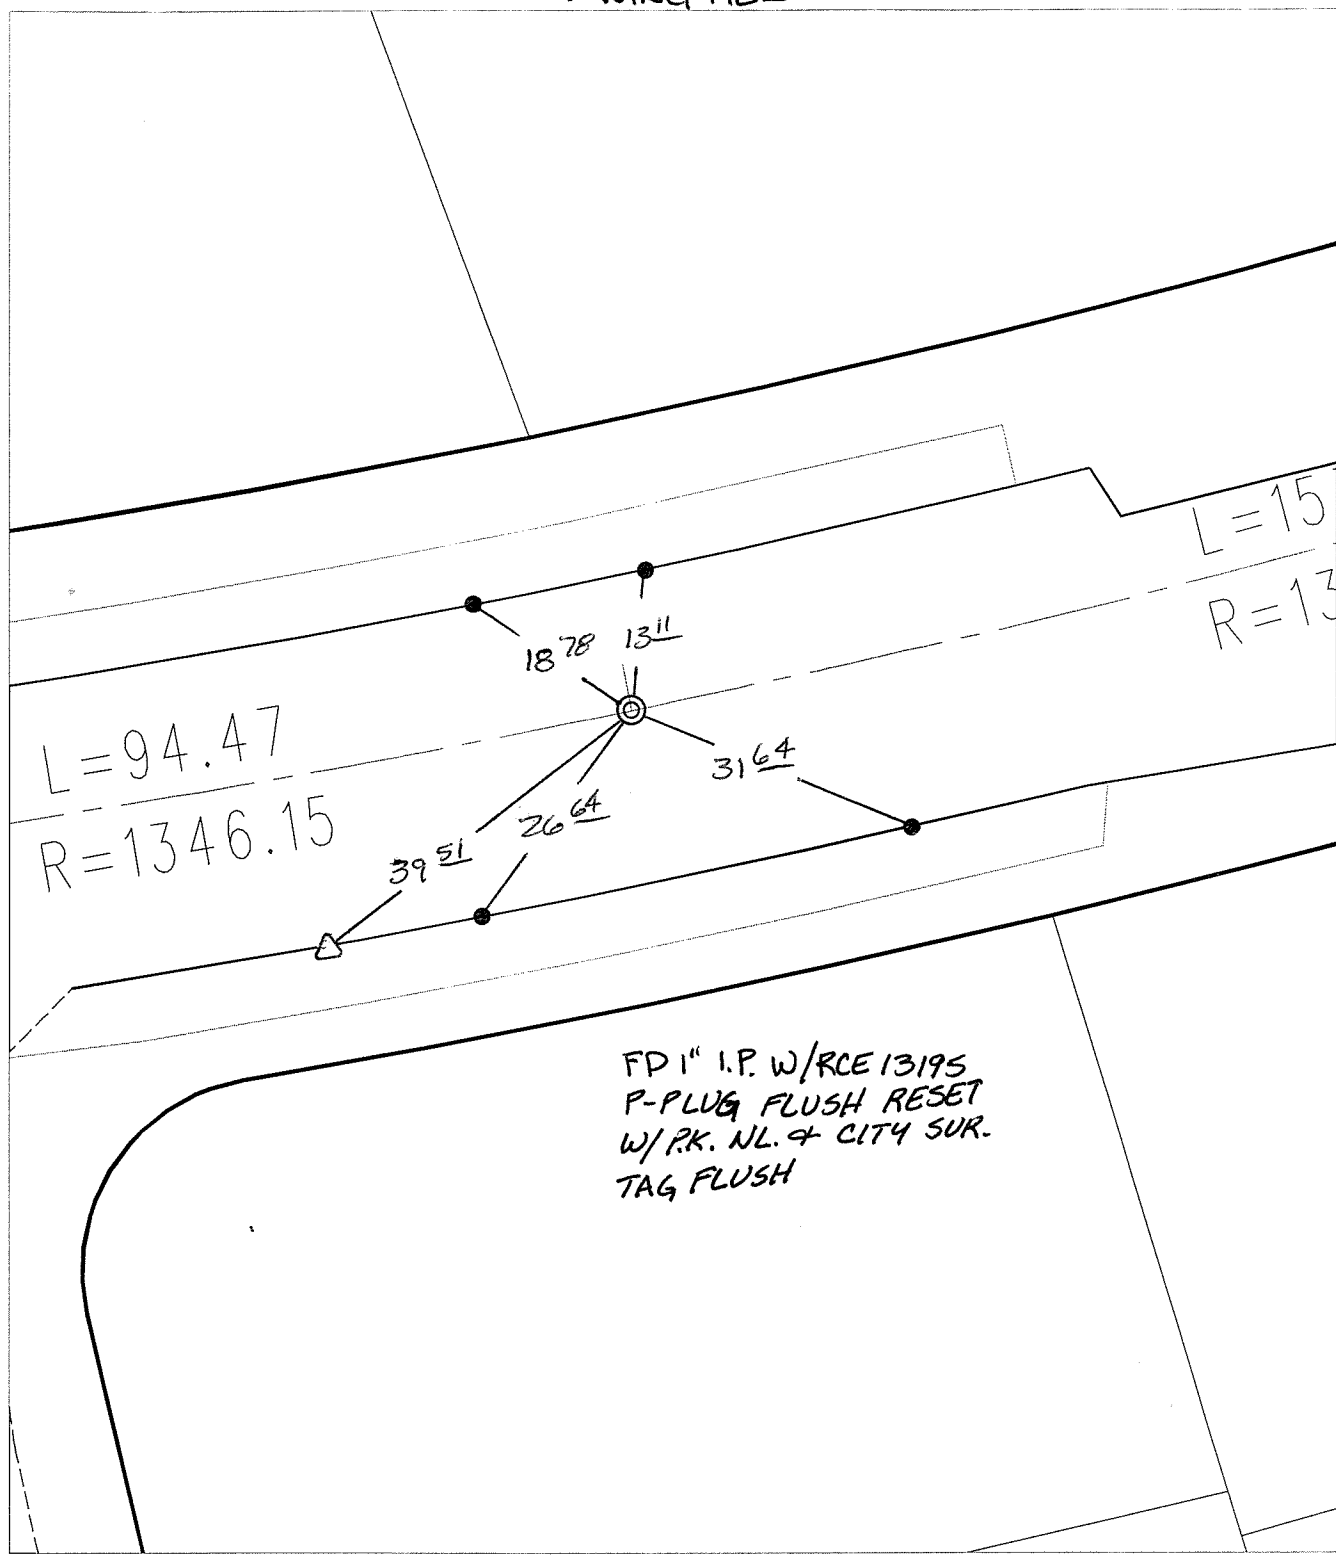 L=15
R=13
18 78
13 11
L=94.47
R=1346.15
31 64
26 64
39 51
FD 1" I.P. W/RCE 13195
P-PLUG FLUSH RESET
W/ P.K. NL. & CITY SUR.
TAG FLUSH